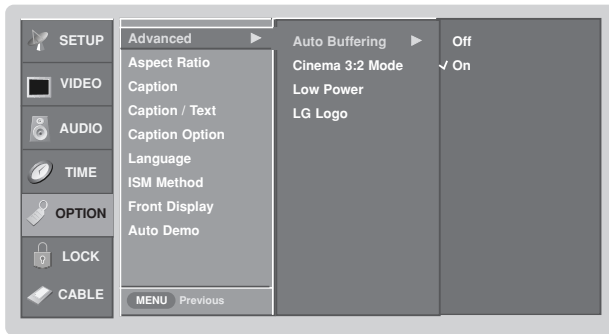 SETUP
VIDEO
AUDIO
TIME
OPTION
LOCK
CABLE
Advanced
Aspect Ratio
Caption
Caption / Text
Caption Option
Language
ISM Method
Front Display
Auto Demo
MENU Previous
Auto Buffering
Cinema 3:2 Mode
Low Power
LG Logo
Off
On